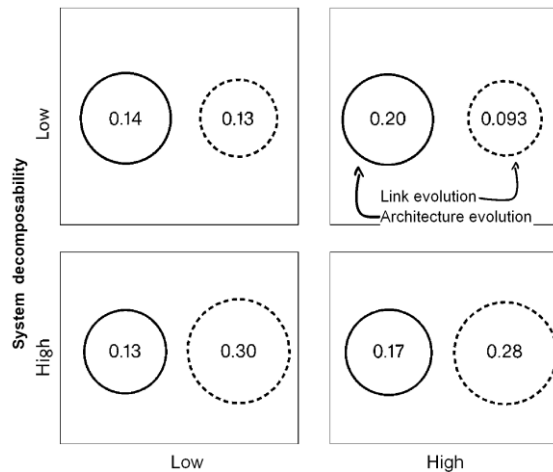 0.14
0.13
0.20
0.093
Link evolution
Architecture evolution
System decomposability
Low
High
0.13
0.30
0.17
0.28
Low
High